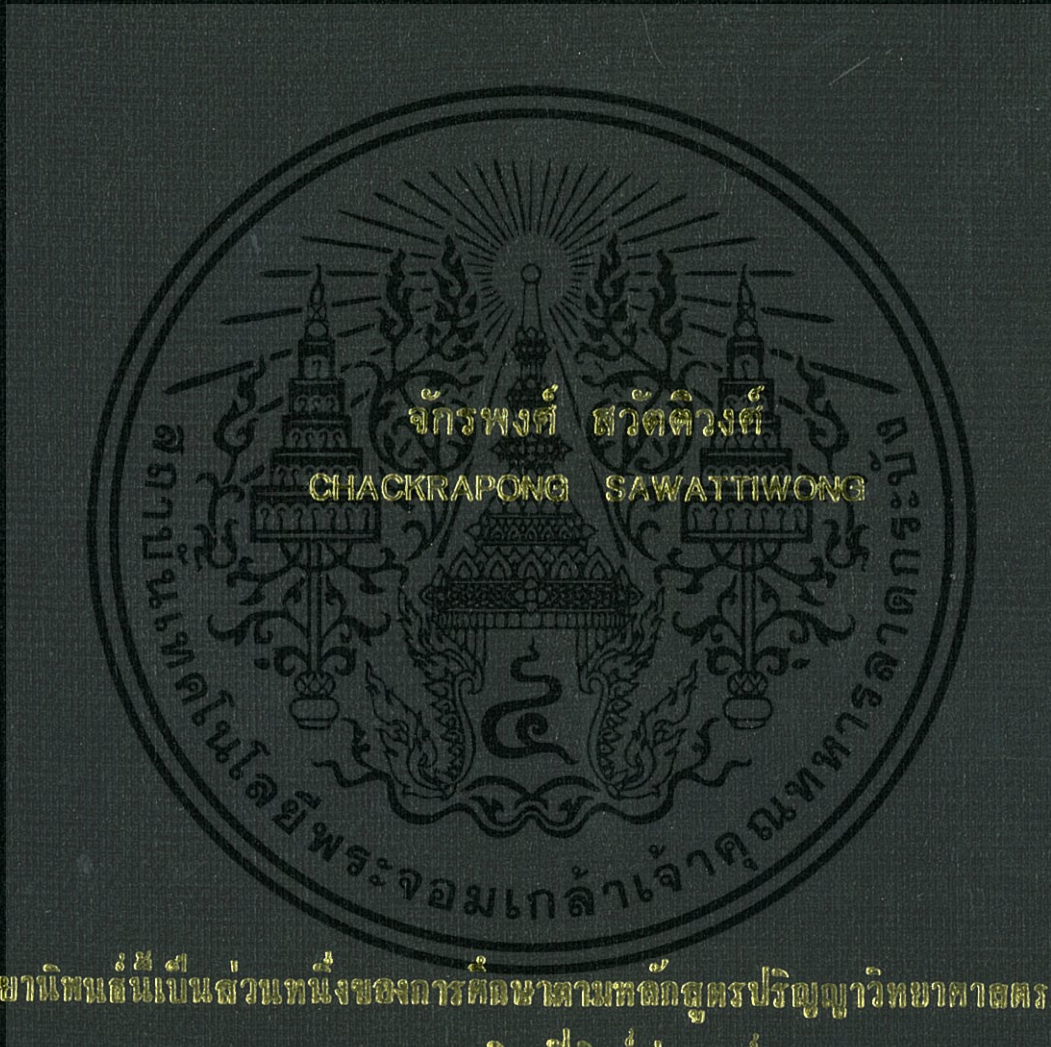 จักรพงศ์ สวัตติวงศ์
CHACKRAPONG SAWATTIWONG
สถาบันเทคโนโลยีพระจอมเกล้าเจ้าคุณทหารลาดกระบัง
ยานิพนธ์นี้เป็นส่วนหนึ่งของการศึกษาตามหลักสูตรปริญญาวิทยาศาสตร